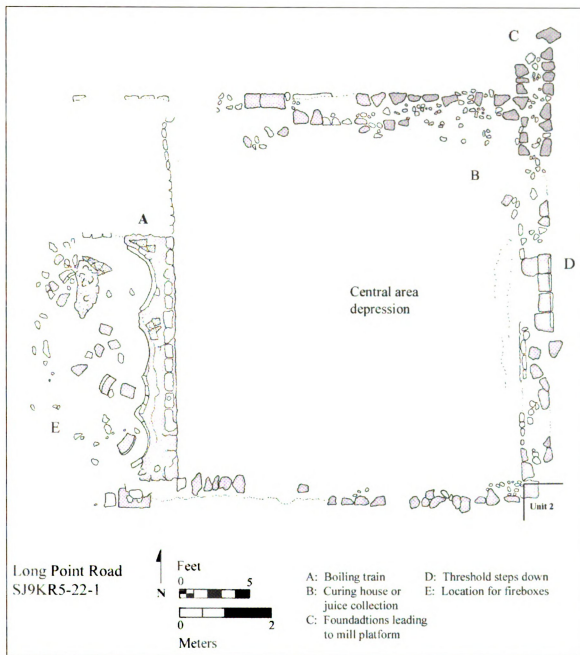 C
B
A
D
Central area
depression
E
Unit 2
Long Point Road
SJ9KR5-22-1
N
Feet
0 5
0 2
Meters
A: Boiling train
B: Curing house or
juice collection
C: Foundadtions leading
to mill platform
D: Threshold steps down
E: Location for fireboxes